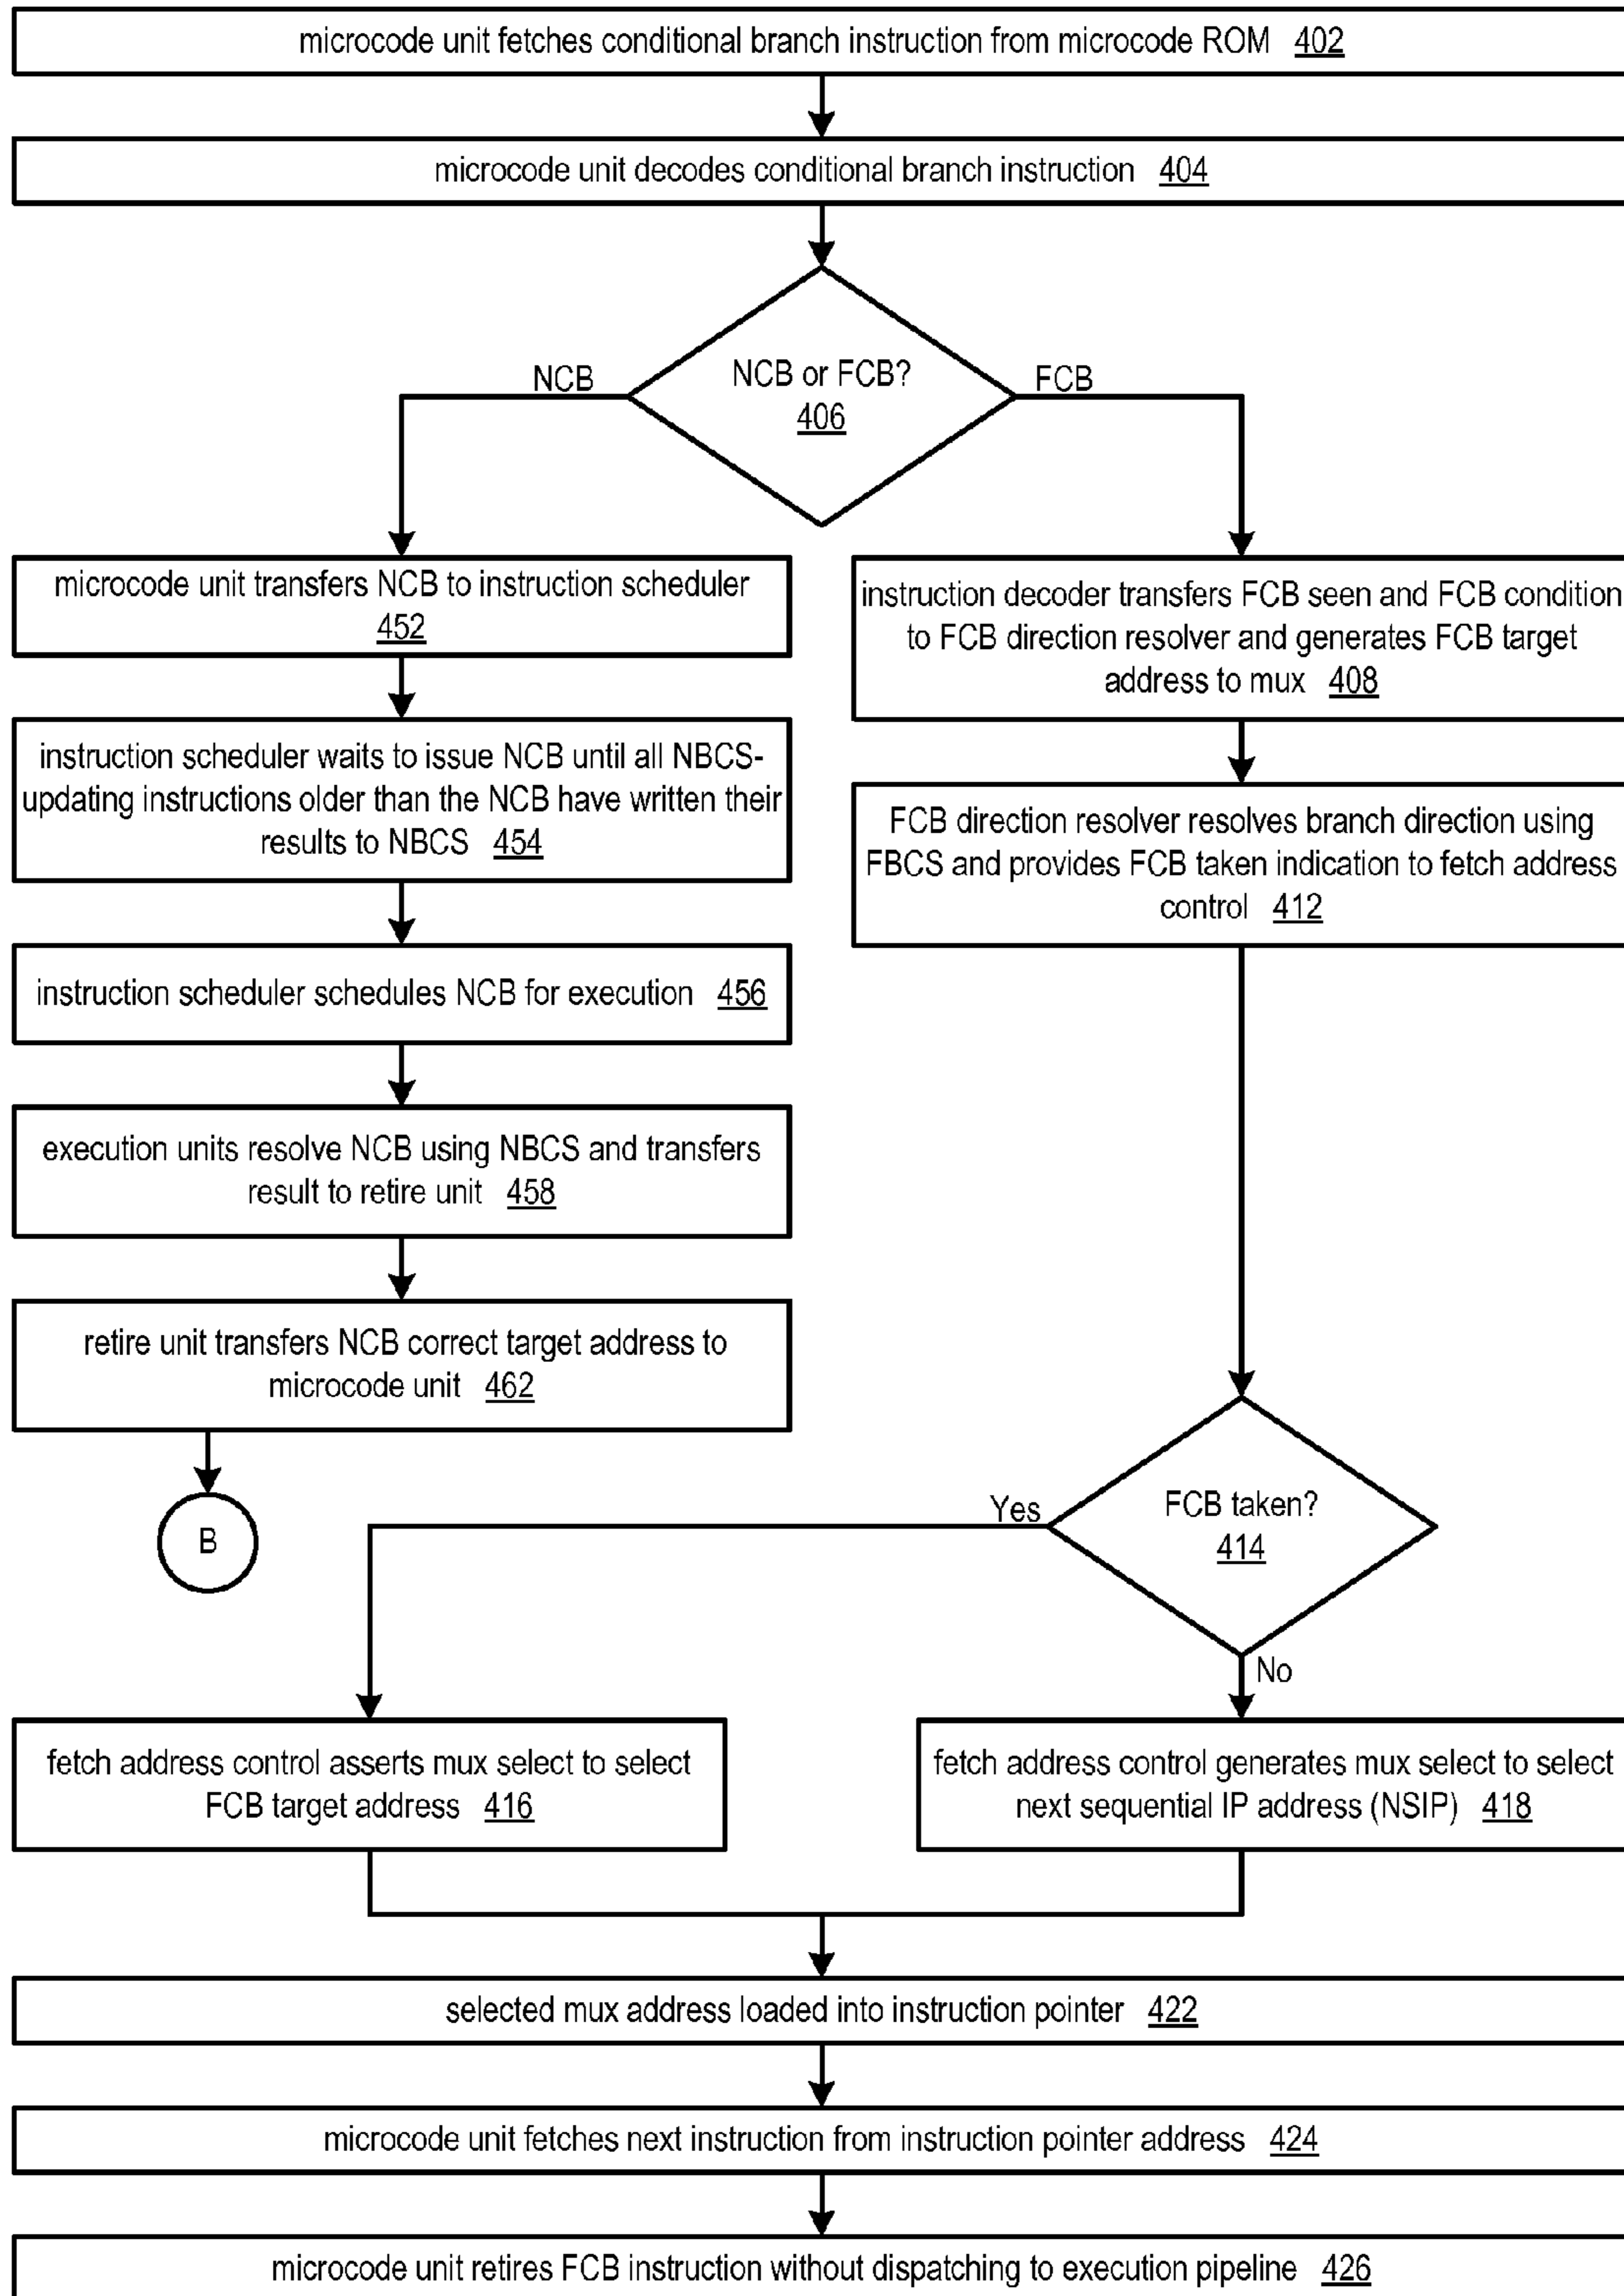 microcode unit fetches conditional branch instruction from microcode ROM 402
microcode unit decodes conditional branch instruction 404
NCB or FCB?
406
NCB
FCB
microcode unit transfers NCB to instruction scheduler
452
instruction scheduler waits to issue NCB until all NBCS-
updating instructions older than the NCB have written their
results to NBCS 454
instruction scheduler schedules NCB for execution 456
execution units resolve NCB using NBCS and transfers
result to retire unit 458
retire unit transfers NCB correct target address to
microcode unit 462
B
instruction decoder transfers FCB seen and FCB condition
to FCB direction resolver and generates FCB target
address to mux 408
FCB direction resolver resolves branch direction using
FBCS and provides FCB taken indication to fetch address
control 412
FCB taken?
414
Yes
No
fetch address control asserts mux select to select
FCB target address 416
fetch address control generates mux select to select
next sequential IP address (NSIP) 418
selected mux address loaded into instruction pointer 422
microcode unit fetches next instruction from instruction pointer address 424
microcode unit retires FCB instruction without dispatching to execution pipeline 426